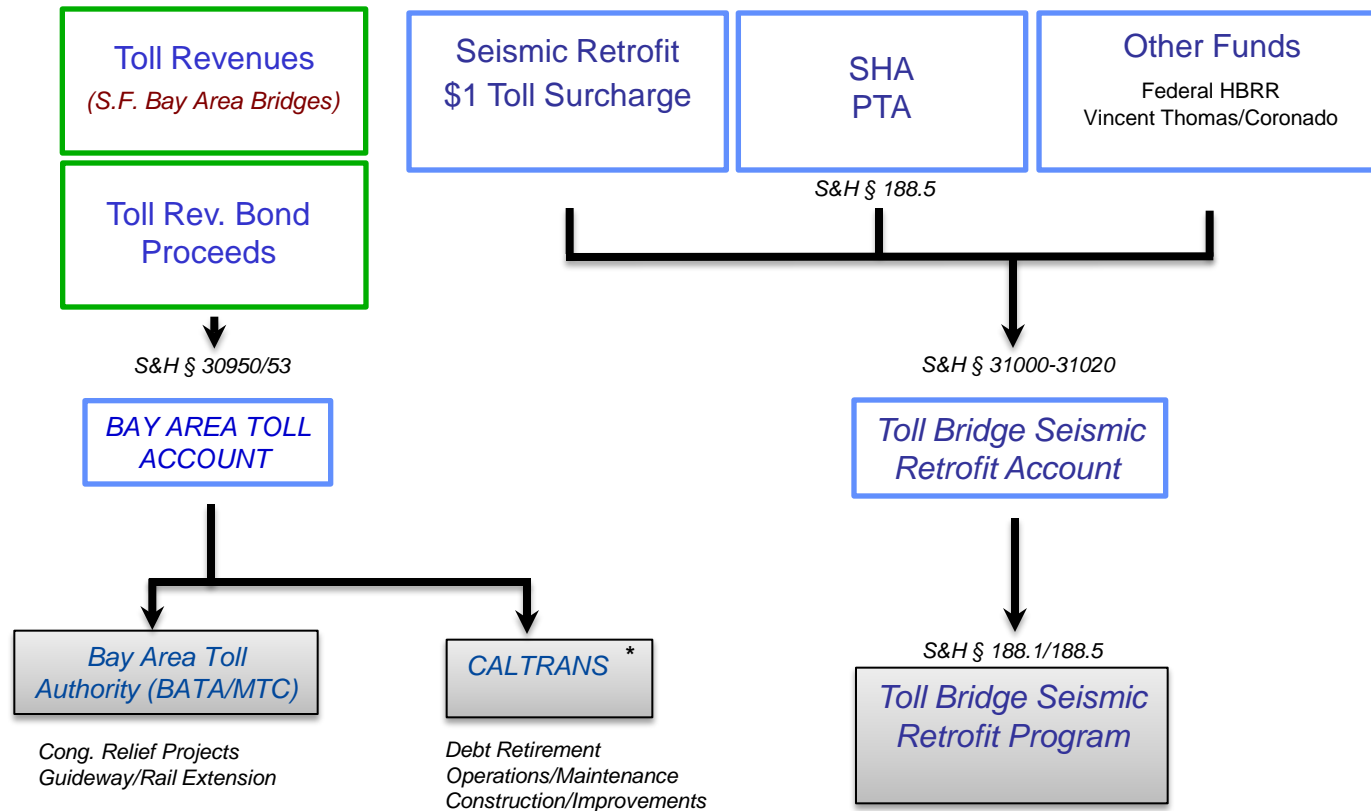 Toll Revenues
(S.F. Bay Area Bridges)
Toll Rev. Bond
Proceeds
S&H § 30950/53
BAY AREA TOLL
ACCOUNT
Bay Area Toll
Authority (BATA/MTC)
Cong. Relief Projects
Guideway/Rail Extension
CALTRANS *
Debt Retirement
Operations/Maintenance
Construction/Improvements
Seismic Retrofit
$1 Toll Surcharge
SHA
PTA
Other Funds
Federal HBRR
Vincent Thomas/Coronado
S&H § 188.5
S&H § 31000-31020
Toll Bridge Seismic
Retrofit Account
S&H § 188.1/188.5
Toll Bridge Seismic
Retrofit Program